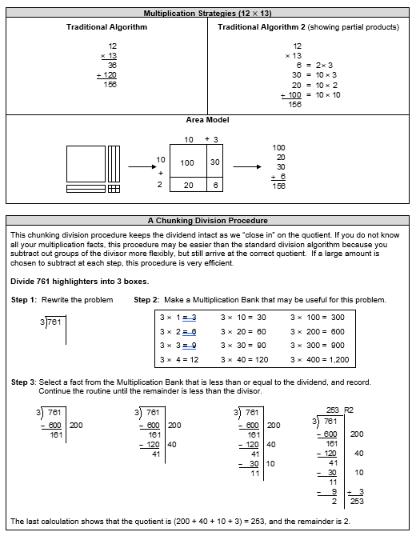 Multiplication Strategies (12 × 13)
Traditional Algorithm
12
× 13
36
+ 120
156
Traditional Algorithm 2 (showing partial products)
12
× 13
6 = 2× 3
30 = 10 × 3
20 = 10 × 2
+ 100 = 10 × 10
156
Area Model
10 + 3
10
+
2
100 30
20 6
100
20
30
+ 6
156
A Chunking Division Procedure
This chunking division procedure keeps the dividend intact as we "close in" on the quotient. If you do not know
all your multiplication facts, this procedure may be easier than the standard division algorithm because you
subtract out groups of the divisor more flexibly, but still arrive at the correct quotient. If a large amount is
chosen to subtract at each step, this procedure is very efficient.
Divide 761 highlighters into 3 boxes.
Step 1: Rewrite the problem
3 761
Step 2: Make a Multiplication Bank that may be useful for this problem.
3 × 1 = 3 3 × 10 = 30 3 × 100 = 300
3 × 2 = 6 3 × 20 = 60 3 × 200 = 600
3 × 3 = 9 3 × 30 = 90 3 × 300 = 900
3 × 4 = 12 3 × 40 = 120 3 × 400 = 1,200
Step 3: Select a fact from the Multiplication Bank that is less than or equal to the dividend, and record.
Continue the routine until the remainder is less than the divisor.
3) 761
− 600 200
161
3) 761
− 600 200
161
− 120 40
41
3) 761
− 600 200
161
− 120 40
41
− 30 10
11
253 R2
3) 761
− 600 200
161
− 120 40
41
− 30 10
11
− 9 + 3
2 253
The last calculation shows that the quotient is (200 + 40 + 10 + 3) = 253, and the remainder is 2.